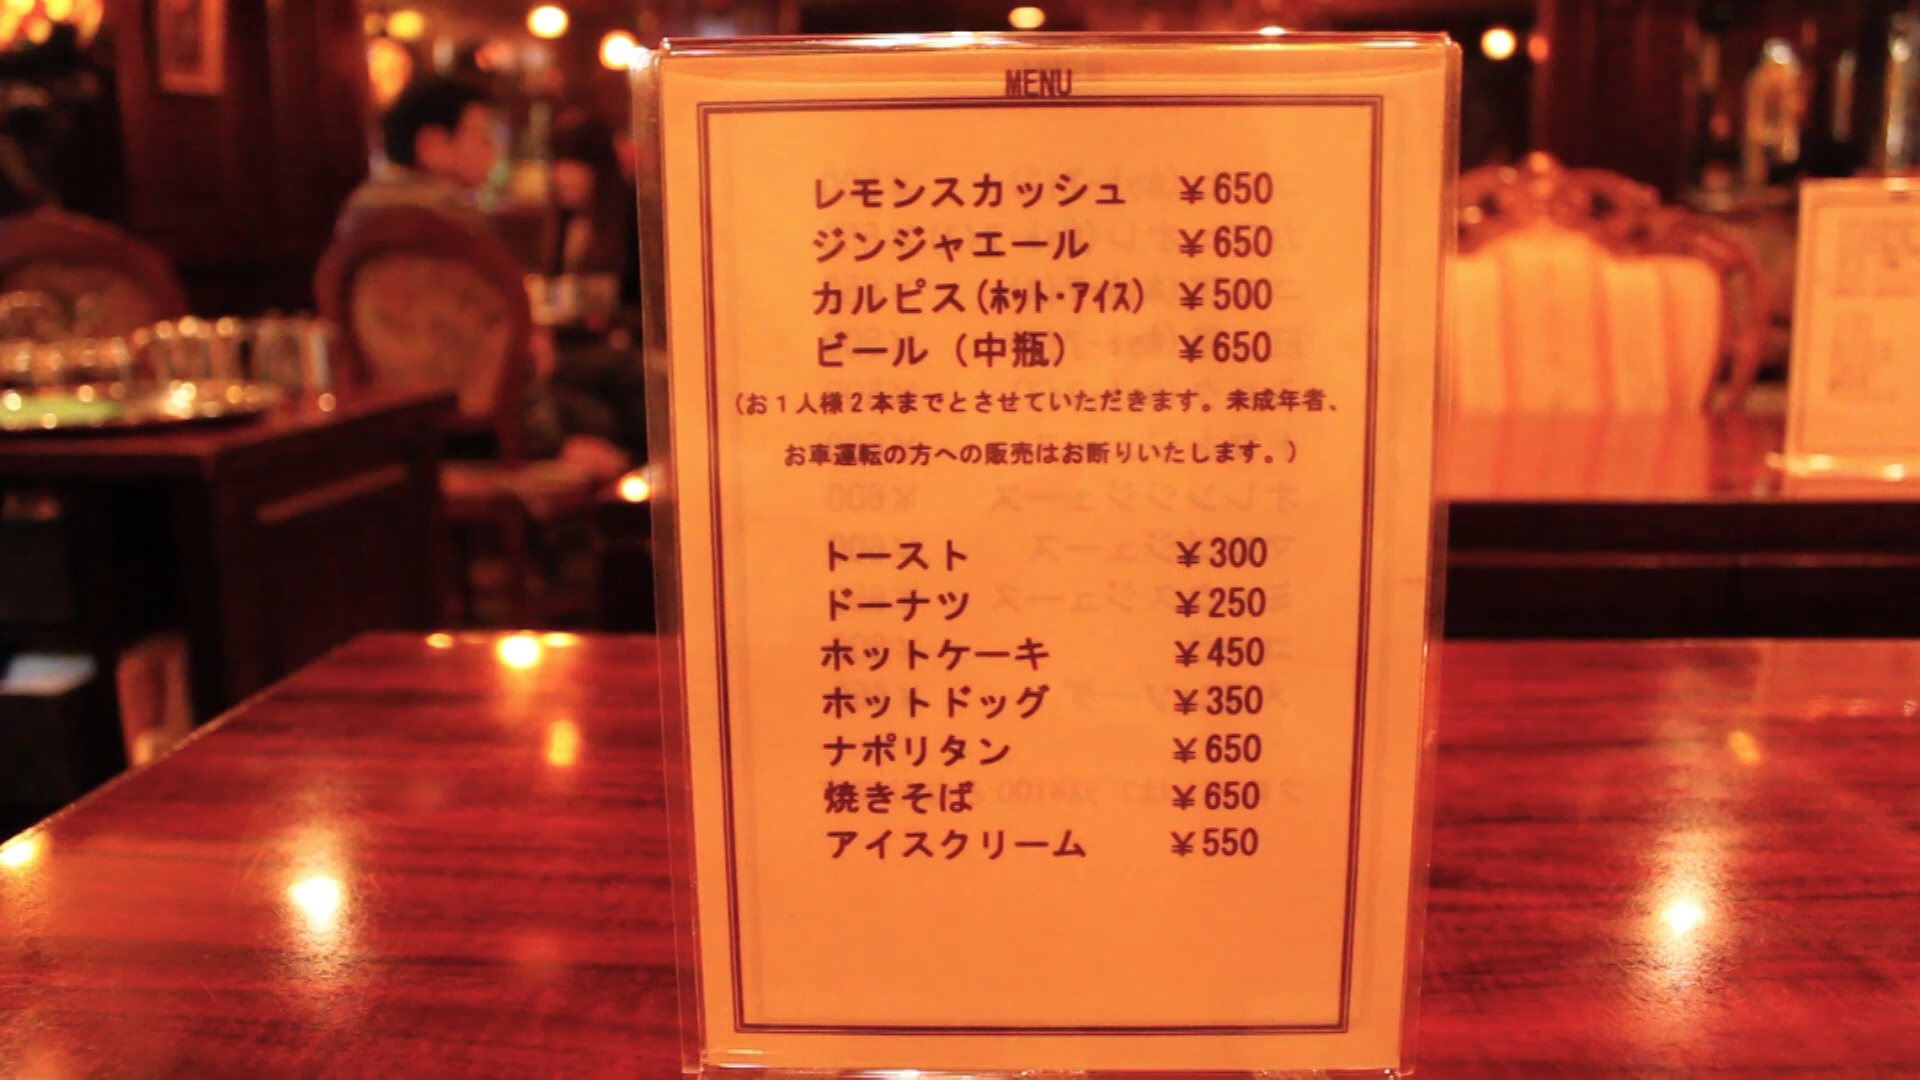 MENU
レモンスカッシュ ￥650
ジンジャエール ￥650
カルピス(ﾎｯﾄ･ｱｲｽ) ￥500
ビール（中瓶） ￥650
(お１人様２本までとさせていただきます。未成年者、
お車運転の方への販売はお断りいたします。)
トースト ￥300
ドーナツ ￥250
ホットケーキ ￥450
ホットドッグ ￥350
ナポリタン ￥650
焼きそば ￥650
アイスクリーム ￥550